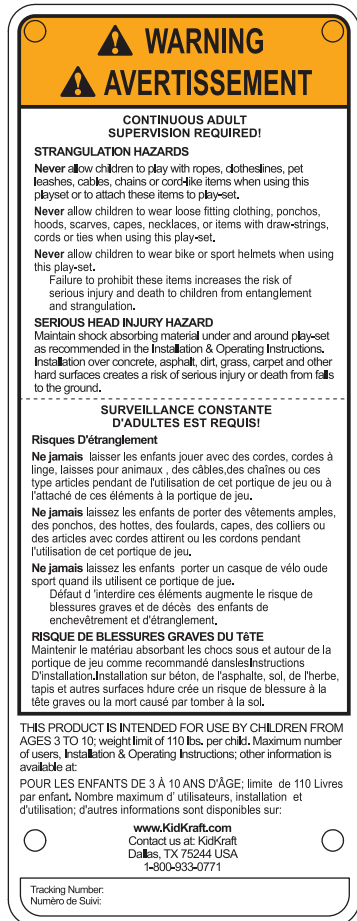 WARNING
AVERTISSEMENT
CONTINUOUS ADULT
SUPERVISION REQUIRED!
STRANGULATION HAZARDS
Never allow children to play with ropes, clotheslines, pet
leashes, cables, chains or cord-like items when using this
playset or to attach these items to play-set.
Never allow children to wear loose fitting clothing, ponchos,
hoods, scarves, capes, necklaces, or items with draw-strings,
cords or ties when using this play-set.
Never allow children to wear bike or sport helmets when using
this play-set.
Failure to prohibit these items increases the risk of
serious injury and death to children from entanglement
and strangulation.
SERIOUS HEAD INJURY HAZARD
Maintain shock absorbing material under and around play-set
as recommended in the Installation & Operating Instructions.
Installation over concrete, asphalt, dirt, grass, carpet and other
hard surfaces creates a risk of serious injury or death from falls
to the ground.
SURVEILLANCE CONSTANTE
D'ADULTES EST REQUIS!
Risques D'étranglement
Ne jamais laisser les enfants jouer avec des cordes, cordes à
linge, laisses pour animaux , des câbles,des chaînes ou ces
type articles pendant de l'utilisation de cet portique de jeu ou à
l'attaché de ces éléments à la portique de jeu.
Ne jamais laissez les enfants de porter des vêtements amples,
des ponchos, des hottes, des foulards, capes, des colliers ou
des articles avec cordes attirent ou les cordons pendant
l'utilisation de cet portique de jeu.
Ne jamais laissez les enfants porter un casque de vélo oude
sport quand ils utilisent ce portique de jue.
Défaut d 'interdire ces éléments augmente le risque de
blessures graves et de décès des enfants de
enchevêtrement et d'étranglement.
RISQUE DE BLESSURES GRAVES DU TêTE
Maintenir le matériau absorbant les chocs sous et autour de la
portique de jeu comme recommandé danslesInstructions
D'installation.Installation sur béton, de l'asphalte, sol, de l'herbe,
tapis et autres surfaces hdure crée un risque de blessure à la
tête graves ou la mort causé par tomber à la sol.
THIS PRODUCT IS INTENDED FOR USE BY CHILDREN FROM
AGES 3 TO 10; weight limit of 110 lbs. per child. Maximum number
of users, Installation & Operating Instructions; other information is
available at:
POUR LES ENFANTS DE 3 À 10 ANS D'ÂGE; limite de 110 Livres
par enfant. Nombre maximum d' utilisateurs, installation et
d'utilisation; d'autres informations sont disponibles sur:
www.KidKraft.com
Contact us at: KidKraft
Dallas, TX 75244 USA
1-800-933-0771
Tracking Number:
Numèro de Suivi: